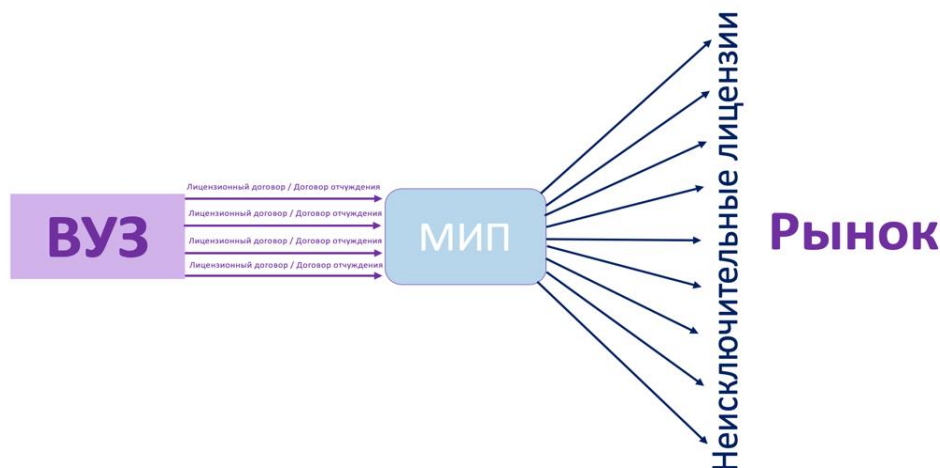 ВУЗ
Лицензионный договор / Договор отчуждения
Лицензионный договор / Договор отчуждения
Лицензионный договор / Договор отчуждения
Лицензионный договор / Договор отчуждения
МИП
Неисключительные лицензии
Рынок